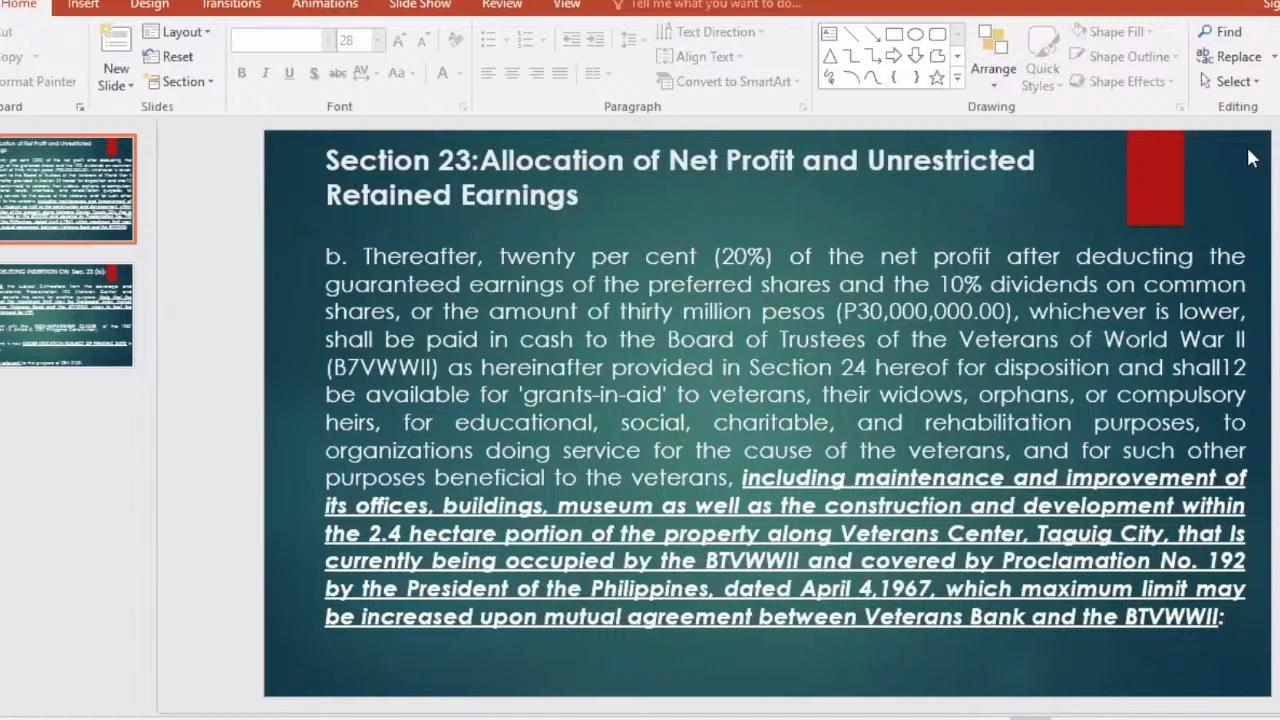 Home Insert Design Transitions Animations Slide Show Review View Tell me what you want to do...
Cut
Copy
Format Painter
New
Slide
Layout
Reset
Section
Slides
28
B I U S abc AV Aa A
Font
Text Direction
Align Text
Convert to SmartArt
Paragraph
Arrange
Quick
Styles
Shape Fill
Shape Outline
Shape Effects
Drawing
Find
Replace
Select
Editing
Section 23:Allocation of Net Profit and Unrestricted
Retained Earnings
b. Thereafter, twenty per cent (20%) of the net profit after deducting the
guaranteed earnings of the preferred shares and the 10% dividends on common
shares, or the amount of thirty million pesos (P30,000,000.00), whichever is lower,
shall be paid in cash to the Board of Trustees of the Veterans of World War II
(B7VWWII) as hereinafter provided in Section 24 hereof for disposition and shall12
be available for 'grants-in-aid' to veterans, their widows, orphans, or compulsory
heirs, for educational, social, charitable, and rehabilitation purposes, to
organizations doing service for the cause of the veterans, and for such other
purposes beneficial to the veterans, including maintenance and improvement of
its offices, buildings, museum as well as the construction and development within
the 2.4 hectare portion of the property along Veterans Center, Taguig City, that is
currently being occupied by the BTVWWII and covered by Proclamation No. 192
by the President of the Philippines, dated April 4,1967, which maximum limit may
be increased upon mutual agreement between Veterans Bank and the BTVWWII: